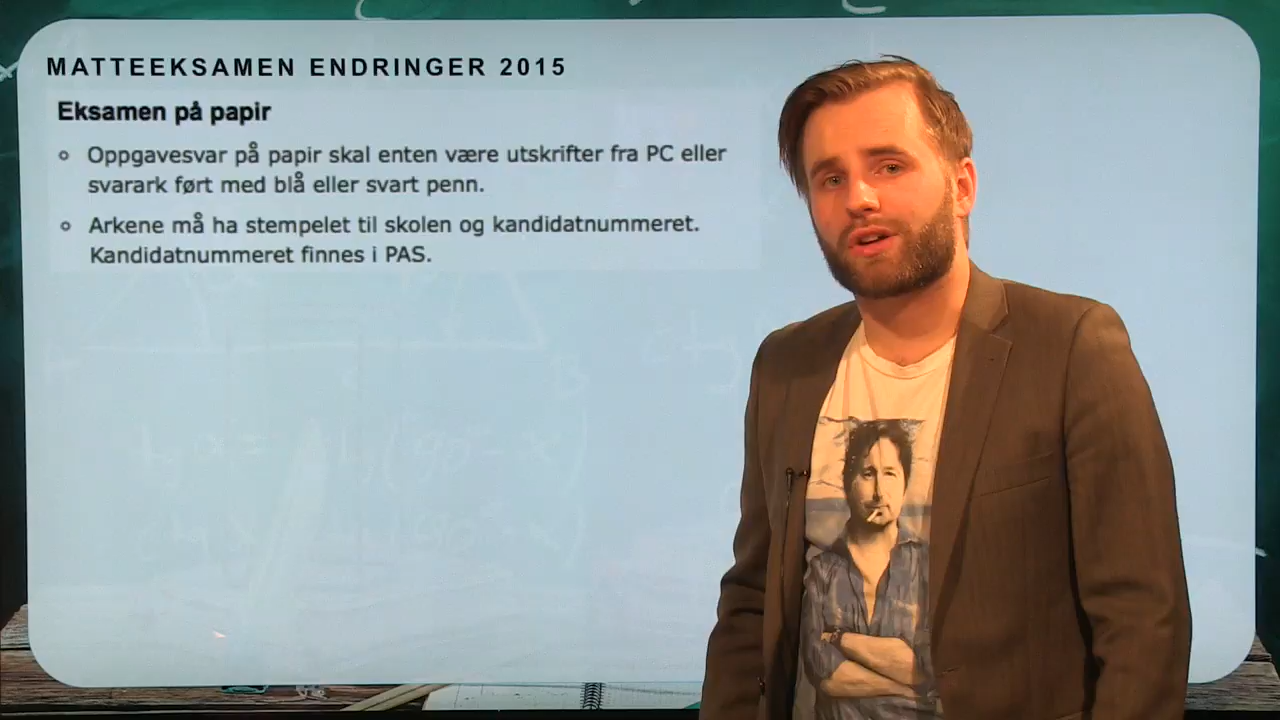 MATTEEKSAMEN ENDRINGER 2015
Eksamen på papir
Oppgavesvar på papir skal enten være utskrifter fra PC eller
svarark ført med blå eller svart penn.
Arkene må ha stempelet til skolen og kandidatnummeret.
Kandidatnummeret finnes i PAS.